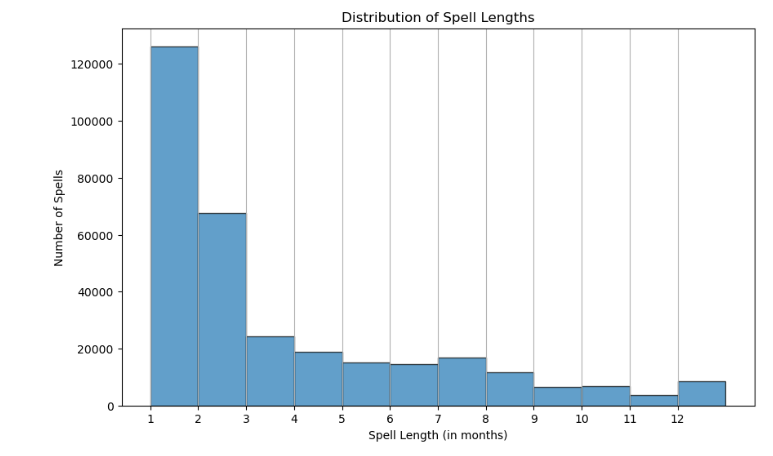 Distribution of Spell Lengths
120000
100000
80000
60000
40000
20000
0
Number of Spells
1 2 3 4 5 6 7 8 9 10 11 12
Spell Length (in months)